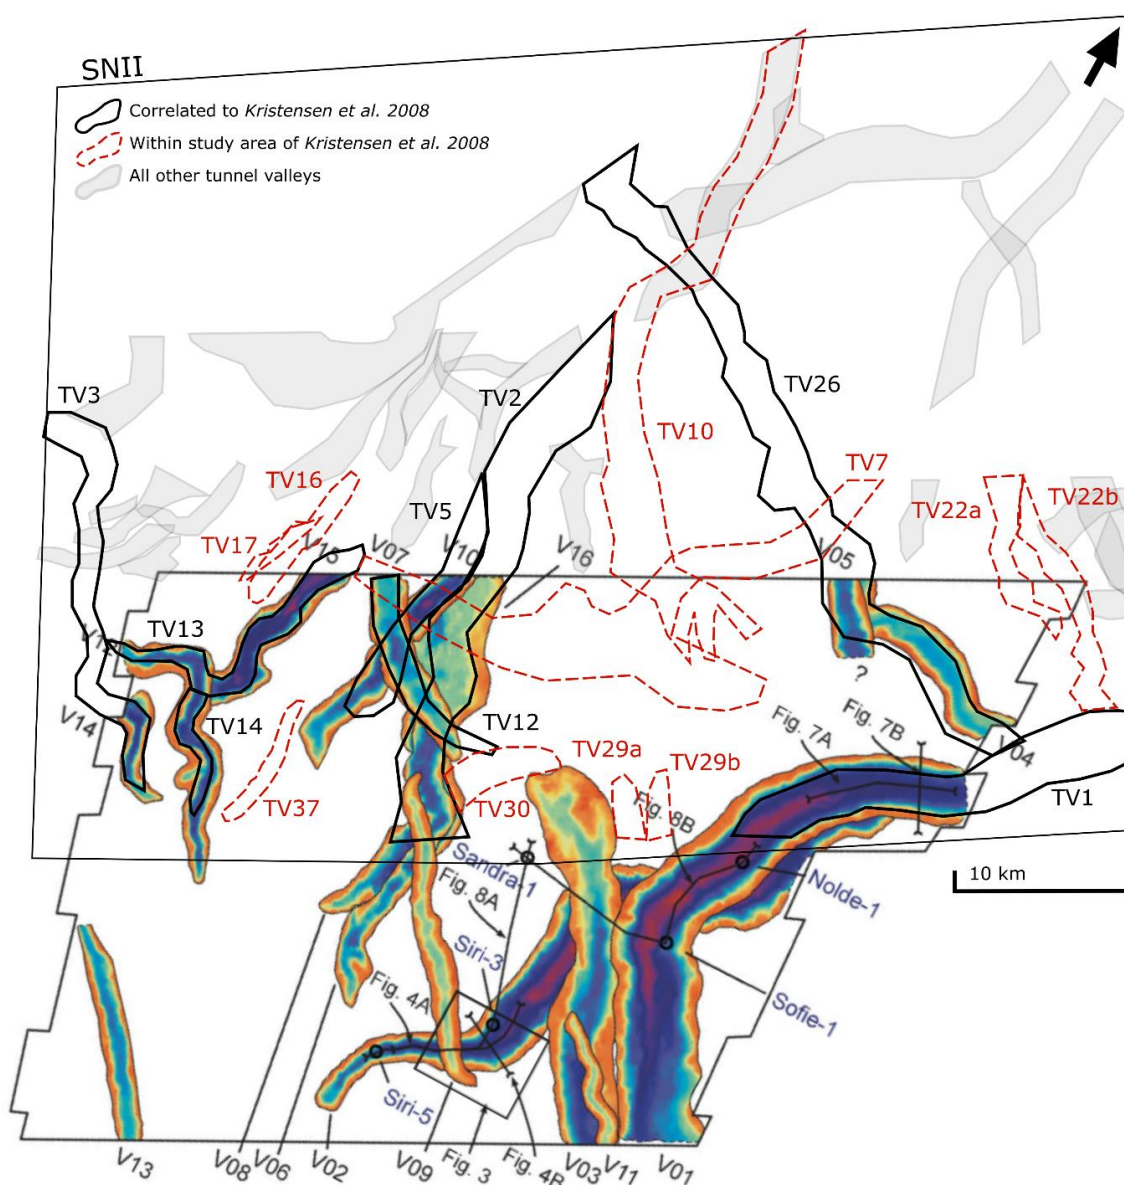 SNII
Correlated to Kristensen et al. 2008
Within study area of Kristensen et al. 2008
All other tunnel valleys
TV3
TV2
TV26
TV10
TV16
TV7
TV5
TV22a
TV22b
TV17
V15
V07
V10
V16
V05
TV13
V12
?
V14
TV14
TV12
Fig. 7A
Fig. 7B
V04
TV29a
TV29b
TV37
TV30
TV1
Fig. 8B
Sandra-1
10 km
Fig. 8A
Nolde-1
Siri-3
Fig. 4A
Sofie-1
Siri-5
V13
V08
V06
V02
V09
Fig. 3
Fig. 4B
V03
V11
V01